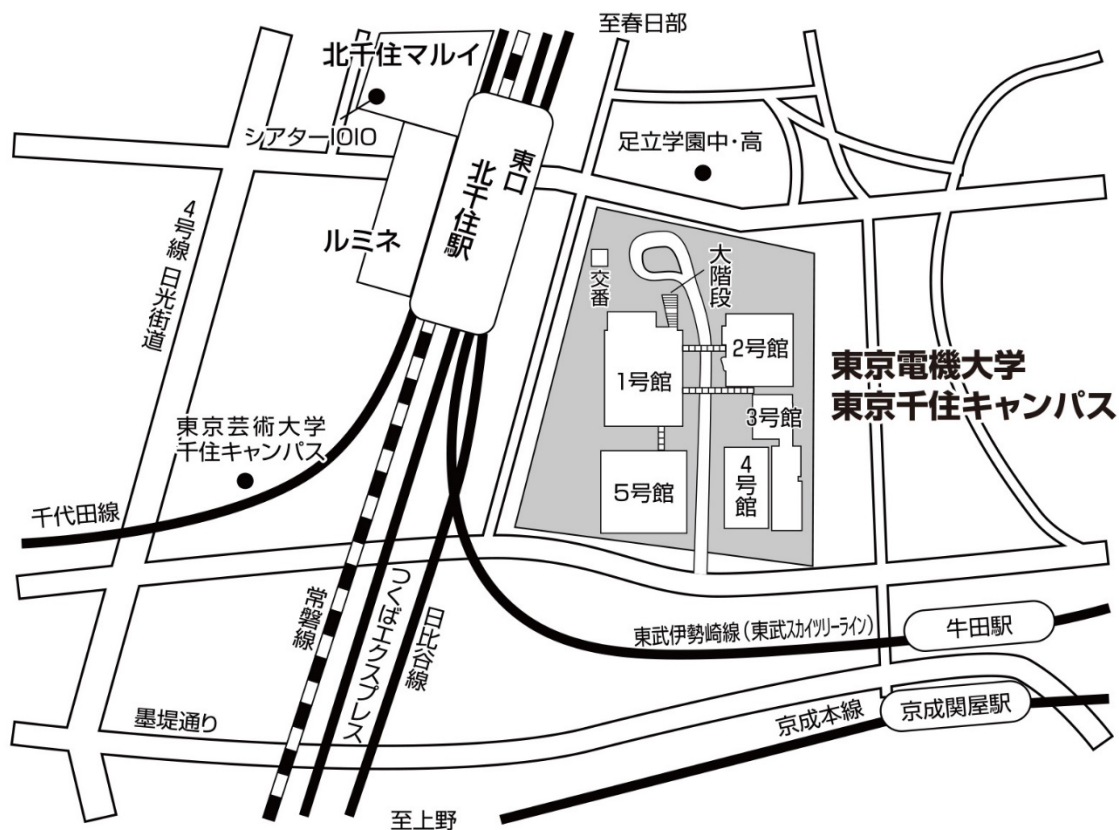 至春日部
北千住マルイ
シアター1010
東口
北千住駅
足立学園中・高
ルミネ
4号線 日光街道
交番
大階段
1号館
2号館
3号館
4号館
5号館
東京電機大学
東京千住キャンパス
東京芸術大学
千住キャンパス
千代田線
常磐線
つくばエクスプレス
日比谷線
東武伊勢崎線(東武スカイツリーライン)
牛田駅
墨堤通り
京成本線
京成関屋駅
至上野